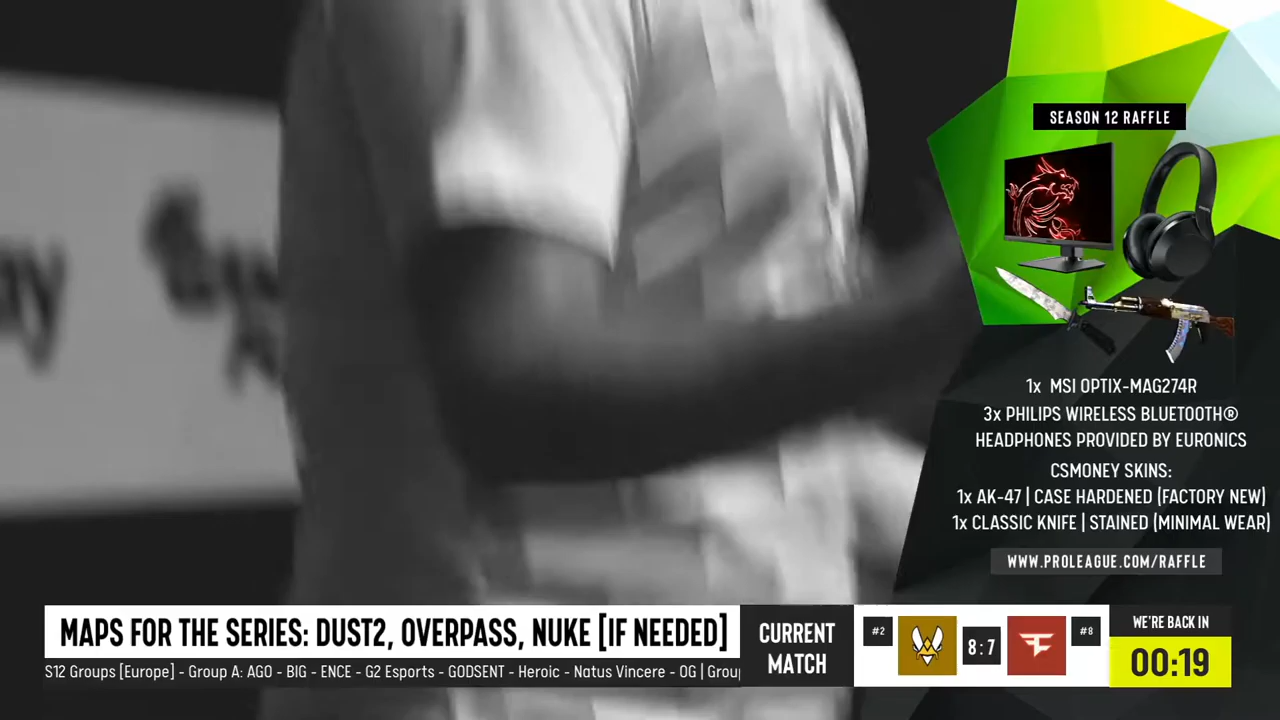 SEASON 12 RAFFLE
1x MSI OPTIX-MAG274R
3x PHILIPS WIRELESS BLUETOOTH®
HEADPHONES PROVIDED BY EURONICS
CSMONEY SKINS:
1x AK-47 | CASE HARDENED (FACTORY NEW)
1x CLASSIC KNIFE | STAINED (MINIMAL WEAR)
WWW.PROLEAGUE.COM/RAFFLE
MAPS FOR THE SERIES: DUST2, OVERPASS, NUKE [IF NEEDED]
S12 Groups [Europe] - Group A: AGO - BIG - ENCE - G2 Esports - GODSENT - Heroic - Natus Vincere - OG |
CURRENT
MATCH
#2
8:7
#8
WE'RE BACK IN
00:19